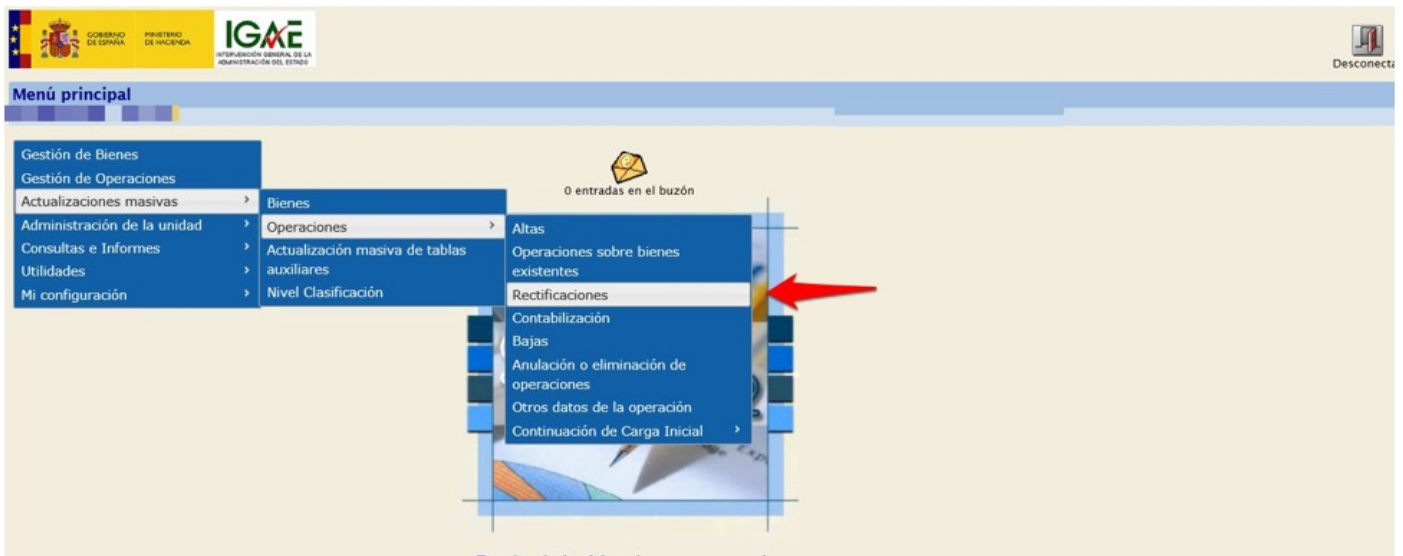 GOBIERNO DE ESPAÑA
MINISTERIO DE HACIENDA
IGAE
INTERVENCIÓN GENERAL DE LA
ADMINISTRACIÓN DEL ESTADO
Desconecta
Menú principal
0 entradas en el buzón
Gestión de Bienes
Gestión de Operaciones
Actualizaciones masivas
Administración de la unidad
Consultas e Informes
Utilidades
Mi configuración
Bienes
Operaciones
Actualización masiva de tablas
auxiliares
Nivel Clasificación
Altas
Operaciones sobre bienes
existentes
Rectificaciones
Contabilización
Bajas
Anulación o eliminación de
operaciones
Otros datos de la operación
Continuación de Carga Inicial